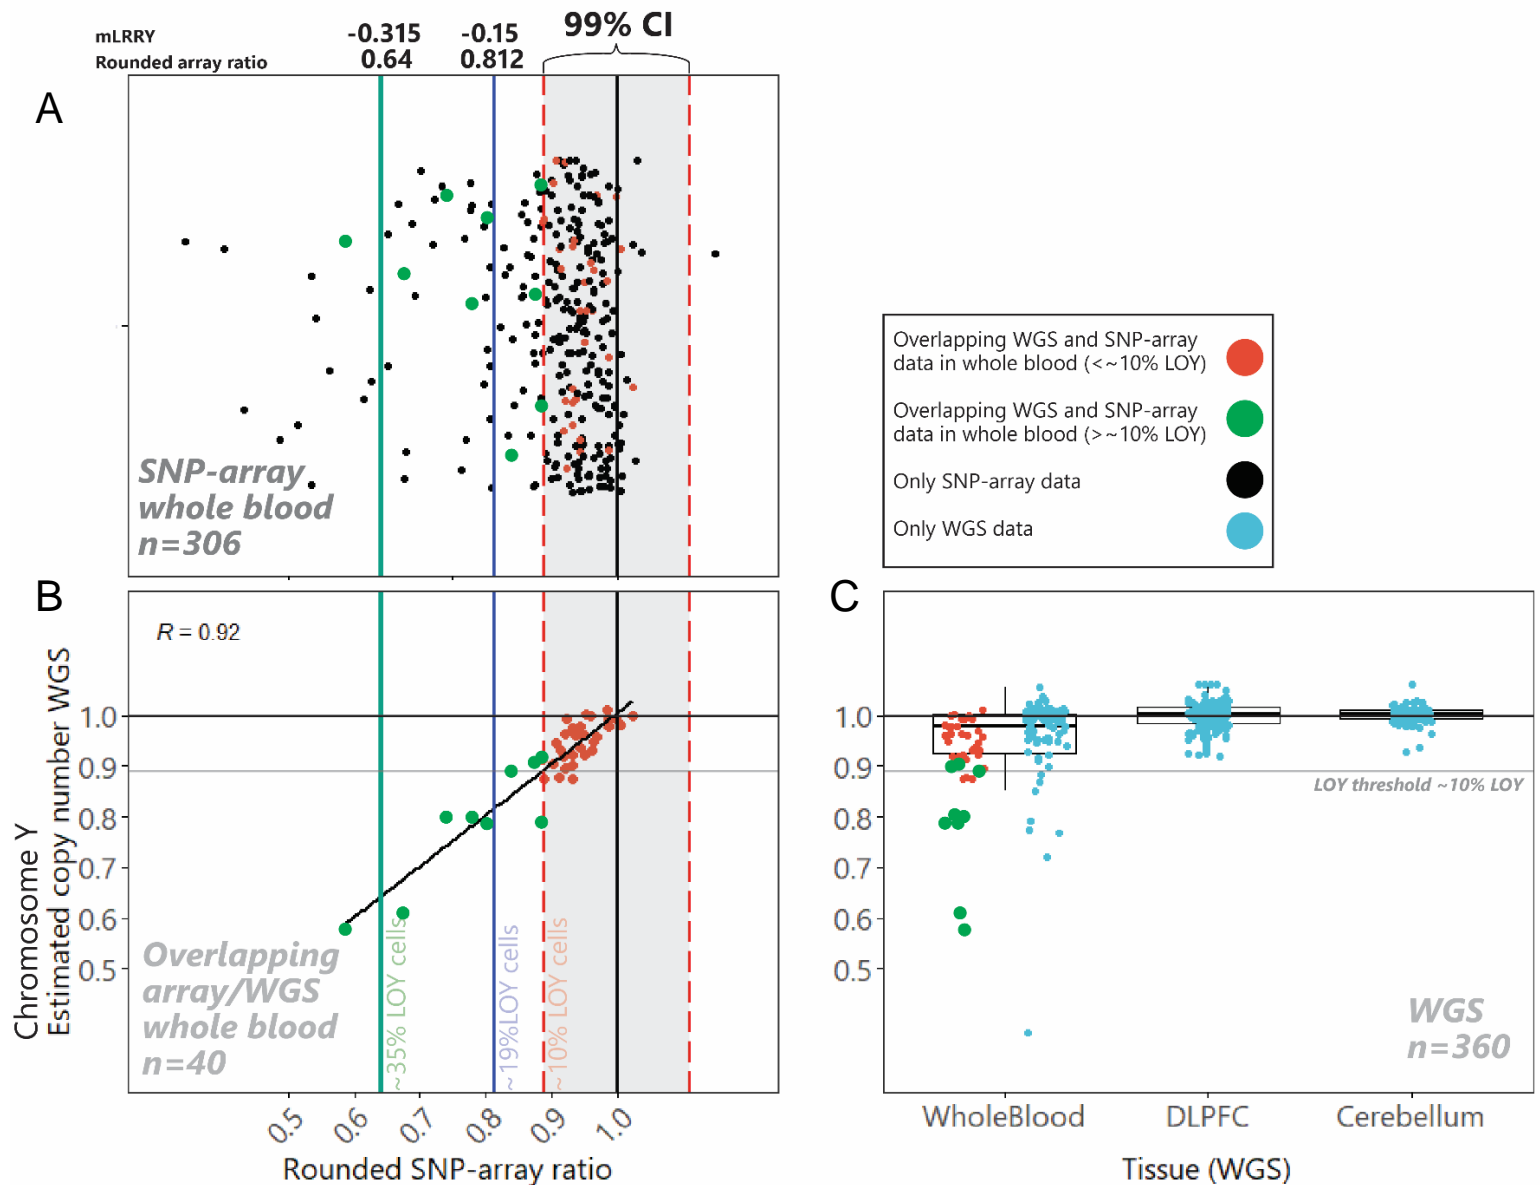 mLRRY -0.315 -0.15 99% CI
Rounded array ratio 0.64 0.812
A
SNP-array
whole blood
n=306
Overlapping WGS and SNP-array
data in whole blood (<~10% LOY)
Overlapping WGS and SNP-array
data in whole blood (>~10% LOY)
Only SNP-array data
Only WGS data
B
R = 0.92
Chromosome Y
Estimated copy number WGS
1.0
0.9
0.8
0.7
0.6
0.5
~35% LOY cells
~19%LOY cells
~10% LOY cells
Overlapping
array/WGS
whole blood
n=40
0.5 0.6 0.7 0.8 0.9 1.0
Rounded SNP-array ratio
C
1.0
0.9
0.8
0.7
0.6
0.5
LOY threshold ~10% LOY
WGS
n=360
WholeBlood DLPFC Cerebellum
Tissue (WGS)